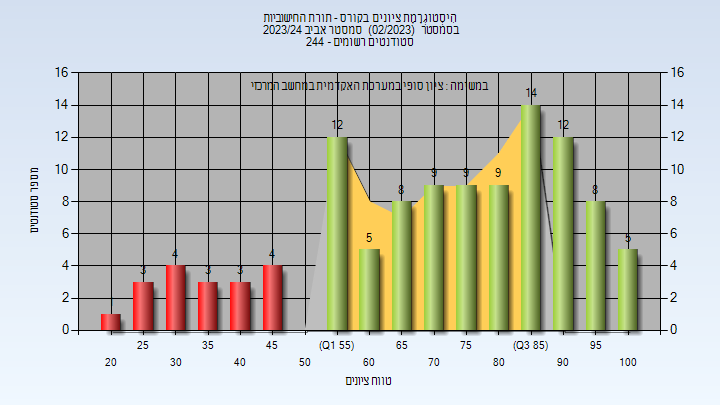 היסטוגרמת ציונים בקורס - תורת החישוביות
בסמסטר (02/2023) סמסטר אביב 2023/24
סטודנטים רשומים - 244
במשימה : ציון סופי במערכת האקדמית במחשב המרכזי
מספר סטודנטים
16 14 12 10 8 6 4 2 0
16 14 12 10 8 6 4 2 0
3 4 3 3 4 12 5 8 9 9 9 14 12 8 5
25 35 45 (Q1 55) 65 75 (Q3 85) 95
20 30 40 50 60 70 80 90 100
טווח ציונים